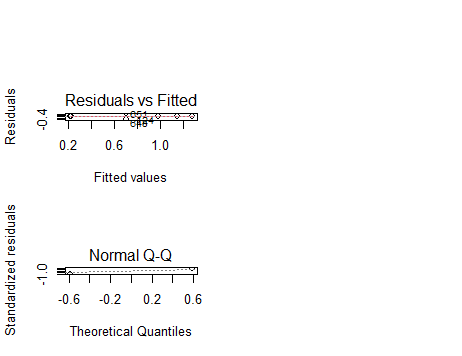 Residuals vs Fitted
Residuals
-0.4
0.2 0.6 1.0
Fitted values
Normal Q-Q
Standardized residuals
-1.0
-0.6 -0.2 0.2 0.6
Theoretical Quantiles